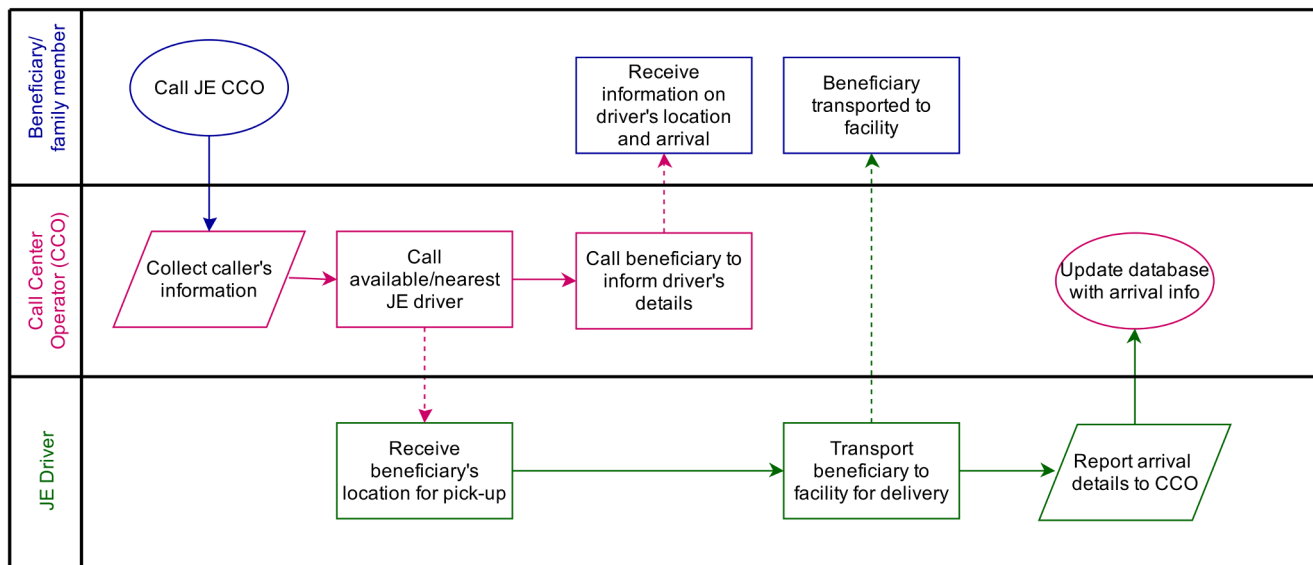 Beneficiary/
family member
Call JE CCO
Receive
information on
driver's location
and arrival
Beneficiary
transported to
facility
Call Center
Operator (CCO)
Collect caller's
information
Call
available/nearest
JE driver
Call beneficiary to
inform driver's
details
Update database
with arrival info
JE Driver
Receive
beneficiary's
location for pick-up
Transport
beneficiary to
facility for delivery
Report arrival
details to CCO